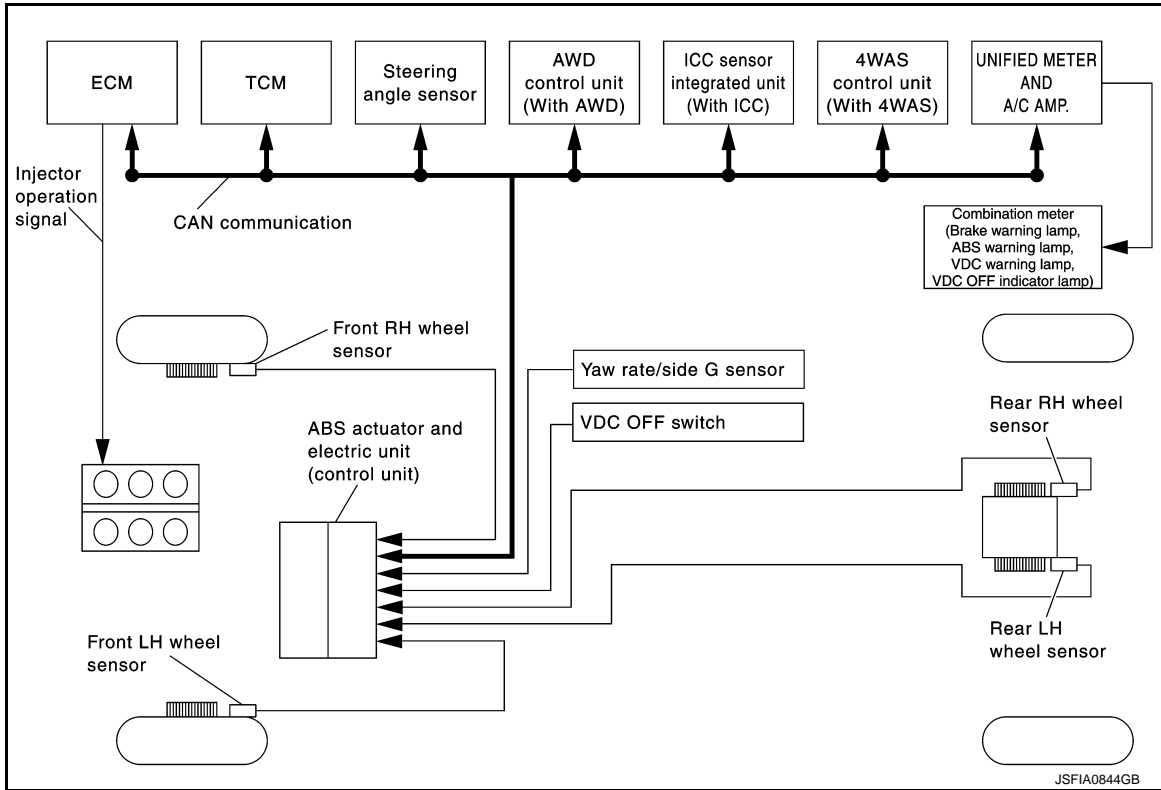 ECM
TCM
Steering
angle sensor
AWD
control unit
(With AWD)
ICC sensor
integrated unit
(With ICC)
4WAS
control unit
(With 4WAS)
UNIFIED METER
AND
A/C AMP.
Injector
operation
signal
CAN communication
Combination meter
(Brake warning lamp,
ABS warning lamp,
VDC warning lamp,
VDC OFF indicator lamp)
Front RH wheel
sensor
Yaw rate/side G sensor
VDC OFF switch
Rear RH wheel
sensor
ABS actuator and
electric unit
(control unit)
Front LH wheel
sensor
Rear LH
wheel sensor
JSFIA0844GB